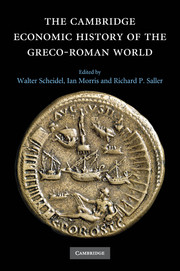 THE CAMBRIDGE
ECONOMIC HISTORY OF THE
GRECO-ROMAN WORLD
Edited by
Walter Scheidel, Ian Morris and Richard P. Saller
AVGVSTI
CAMBRIDGE